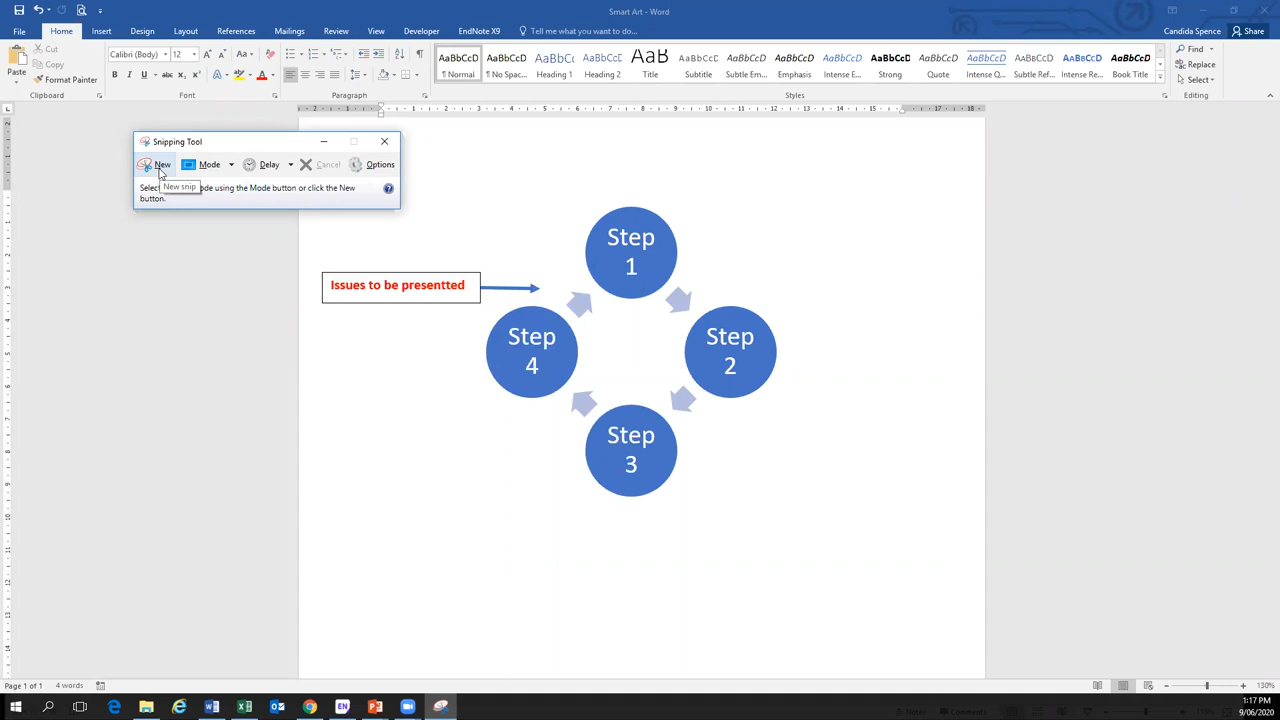 Smart Art - Word
Candida Spence
Share
File
Home
Insert
Design
Layout
References
Mailings
Review
View
Developer
EndNote X9
Tell me what you want to do...
Paste
Cut
Copy
Format Painter
Clipboard
Calibri (Body)
12
Font
Paragraph
AaBbCcD
¶ Normal
AaBbCcD
¶ No Spac...
AaBbCc
Heading 1
AaBbCcD
Heading 2
AaB
Title
AaBbCcD
Subtitle
AaBbCcD
Subtle Em...
AaBbCcD
Emphasis
AaBbCcD
Intense E...
AaBbCcD
Strong
AaBbCcD
Quote
AaBbCcD
Intense Q...
AaBbCcD
Subtle Ref...
AaBbCcD
Intense Re...
AaBbCcD
Book Title
Styles
Find
Replace
Select
Editing
Snipping Tool
New
Mode
Delay
Cancel
Options
New snip
Select ode using the Mode button or click the New
button.
Issues to be presentted
Step
1
Step
2
Step
3
Step
4
Page 1 of 1
4 words
130%
Notes
Comments
EN
1:17 PM
9/06/2020